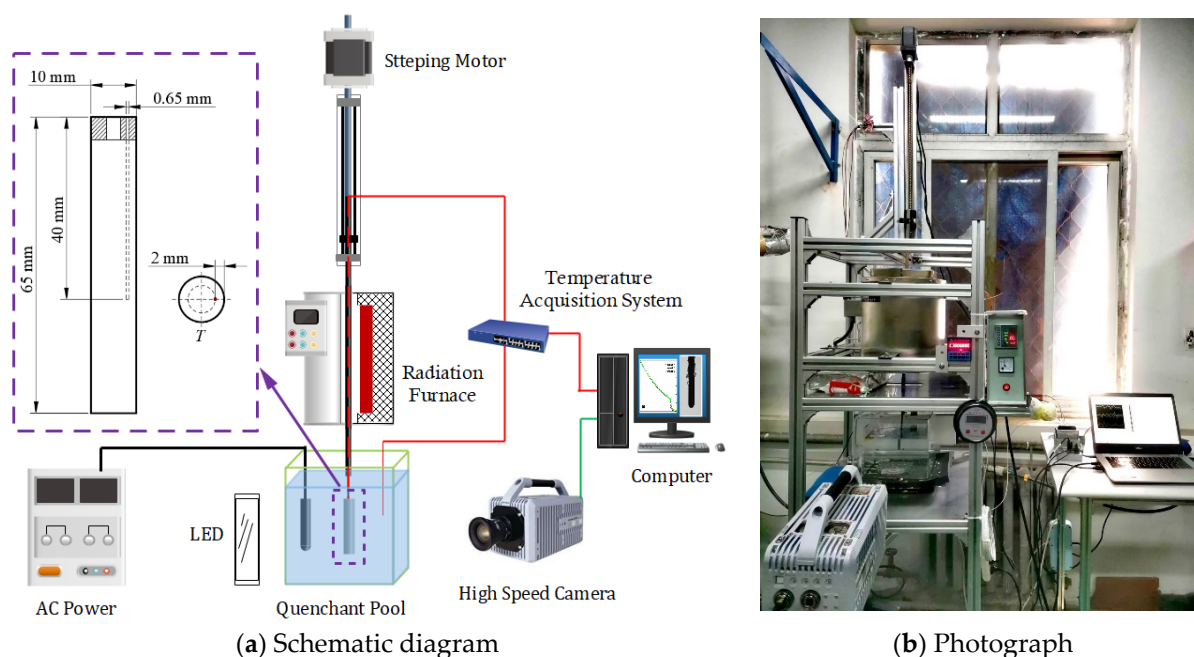 Stteping Motor
10 mm
0.65 mm
40 mm
65 mm
2 mm
T
Temperature
Acquisition System
Radiation
Furnace
Computer
LED
AC Power
Quenchant Pool
High Speed Camera
(a) Schematic diagram
(b) Photograph